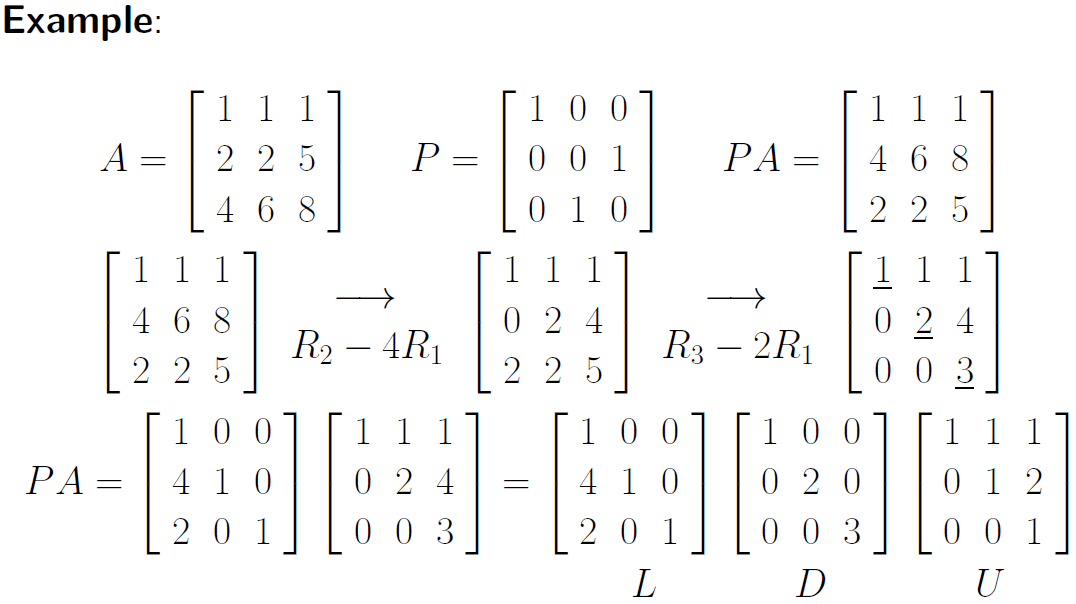 Example:
A = [ 1 1 1 ; 2 2 5 ; 4 6 8 ] P = [ 1 0 0 ; 0 0 1 ; 0 1 0 ] PA = [ 1 1 1 ; 4 6 8 ; 2 2 5 ]
[ 1 1 1 ; 4 6 8 ; 2 2 5 ] ⟶ R₂ − 4R₁ [ 1 1 1 ; 0 2 4 ; 2 2 5 ] ⟶ R₃ − 2R₁ [ 1 1 1 ; 0 2 4 ; 0 0 3 ]
PA = [ 1 0 0 ; 4 1 0 ; 2 0 1 ] [ 1 1 1 ; 0 2 4 ; 0 0 3 ] = [ 1 0 0 ; 4 1 0 ; 2 0 1 ] [ 1 0 0 ; 0 2 0 ; 0 0 3 ] [ 1 1 1 ; 0 1 2 ; 0 0 1 ]
L D U